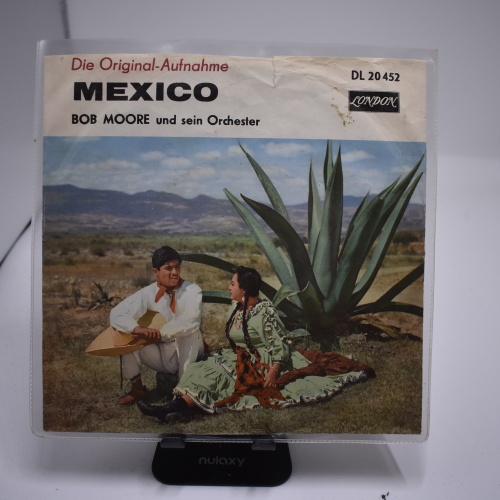 Die Original-Aufnahme
DL 20 452
MEXICO
LONDON
BOB MOORE und sein Orchester
nulaxy